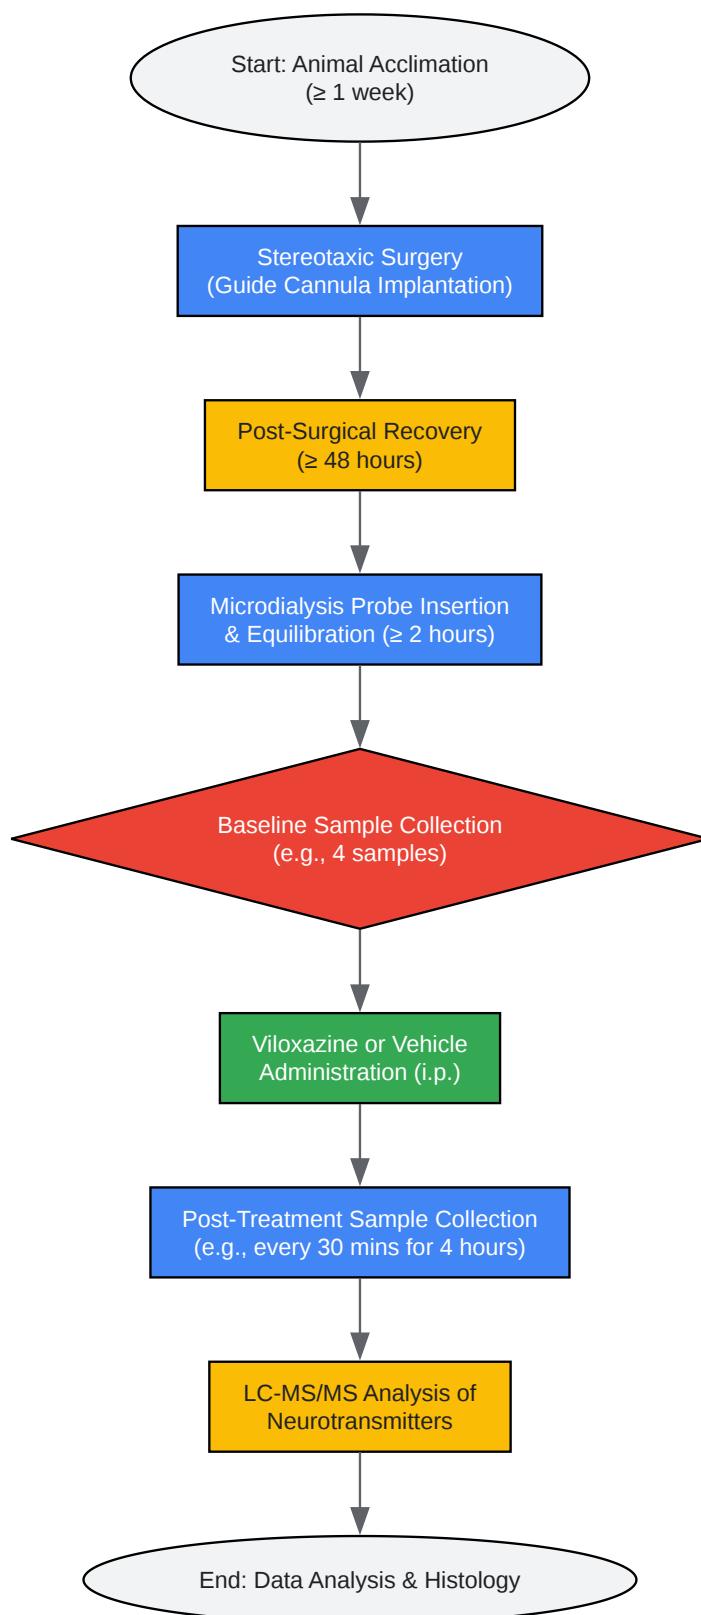 Start: Animal Acclimation
(≥ 1 week)
Stereotaxic Surgery
(Guide Cannula Implantation)
Post-Surgical Recovery
(≥ 48 hours)
Microdialysis Probe Insertion
& Equilibration (≥ 2 hours)
Baseline Sample Collection
(e.g., 4 samples)
Viloxazine or Vehicle
Administration (i.p.)
Post-Treatment Sample Collection
(e.g., every 30 mins for 4 hours)
LC-MS/MS Analysis of
Neurotransmitters
End: Data Analysis & Histology